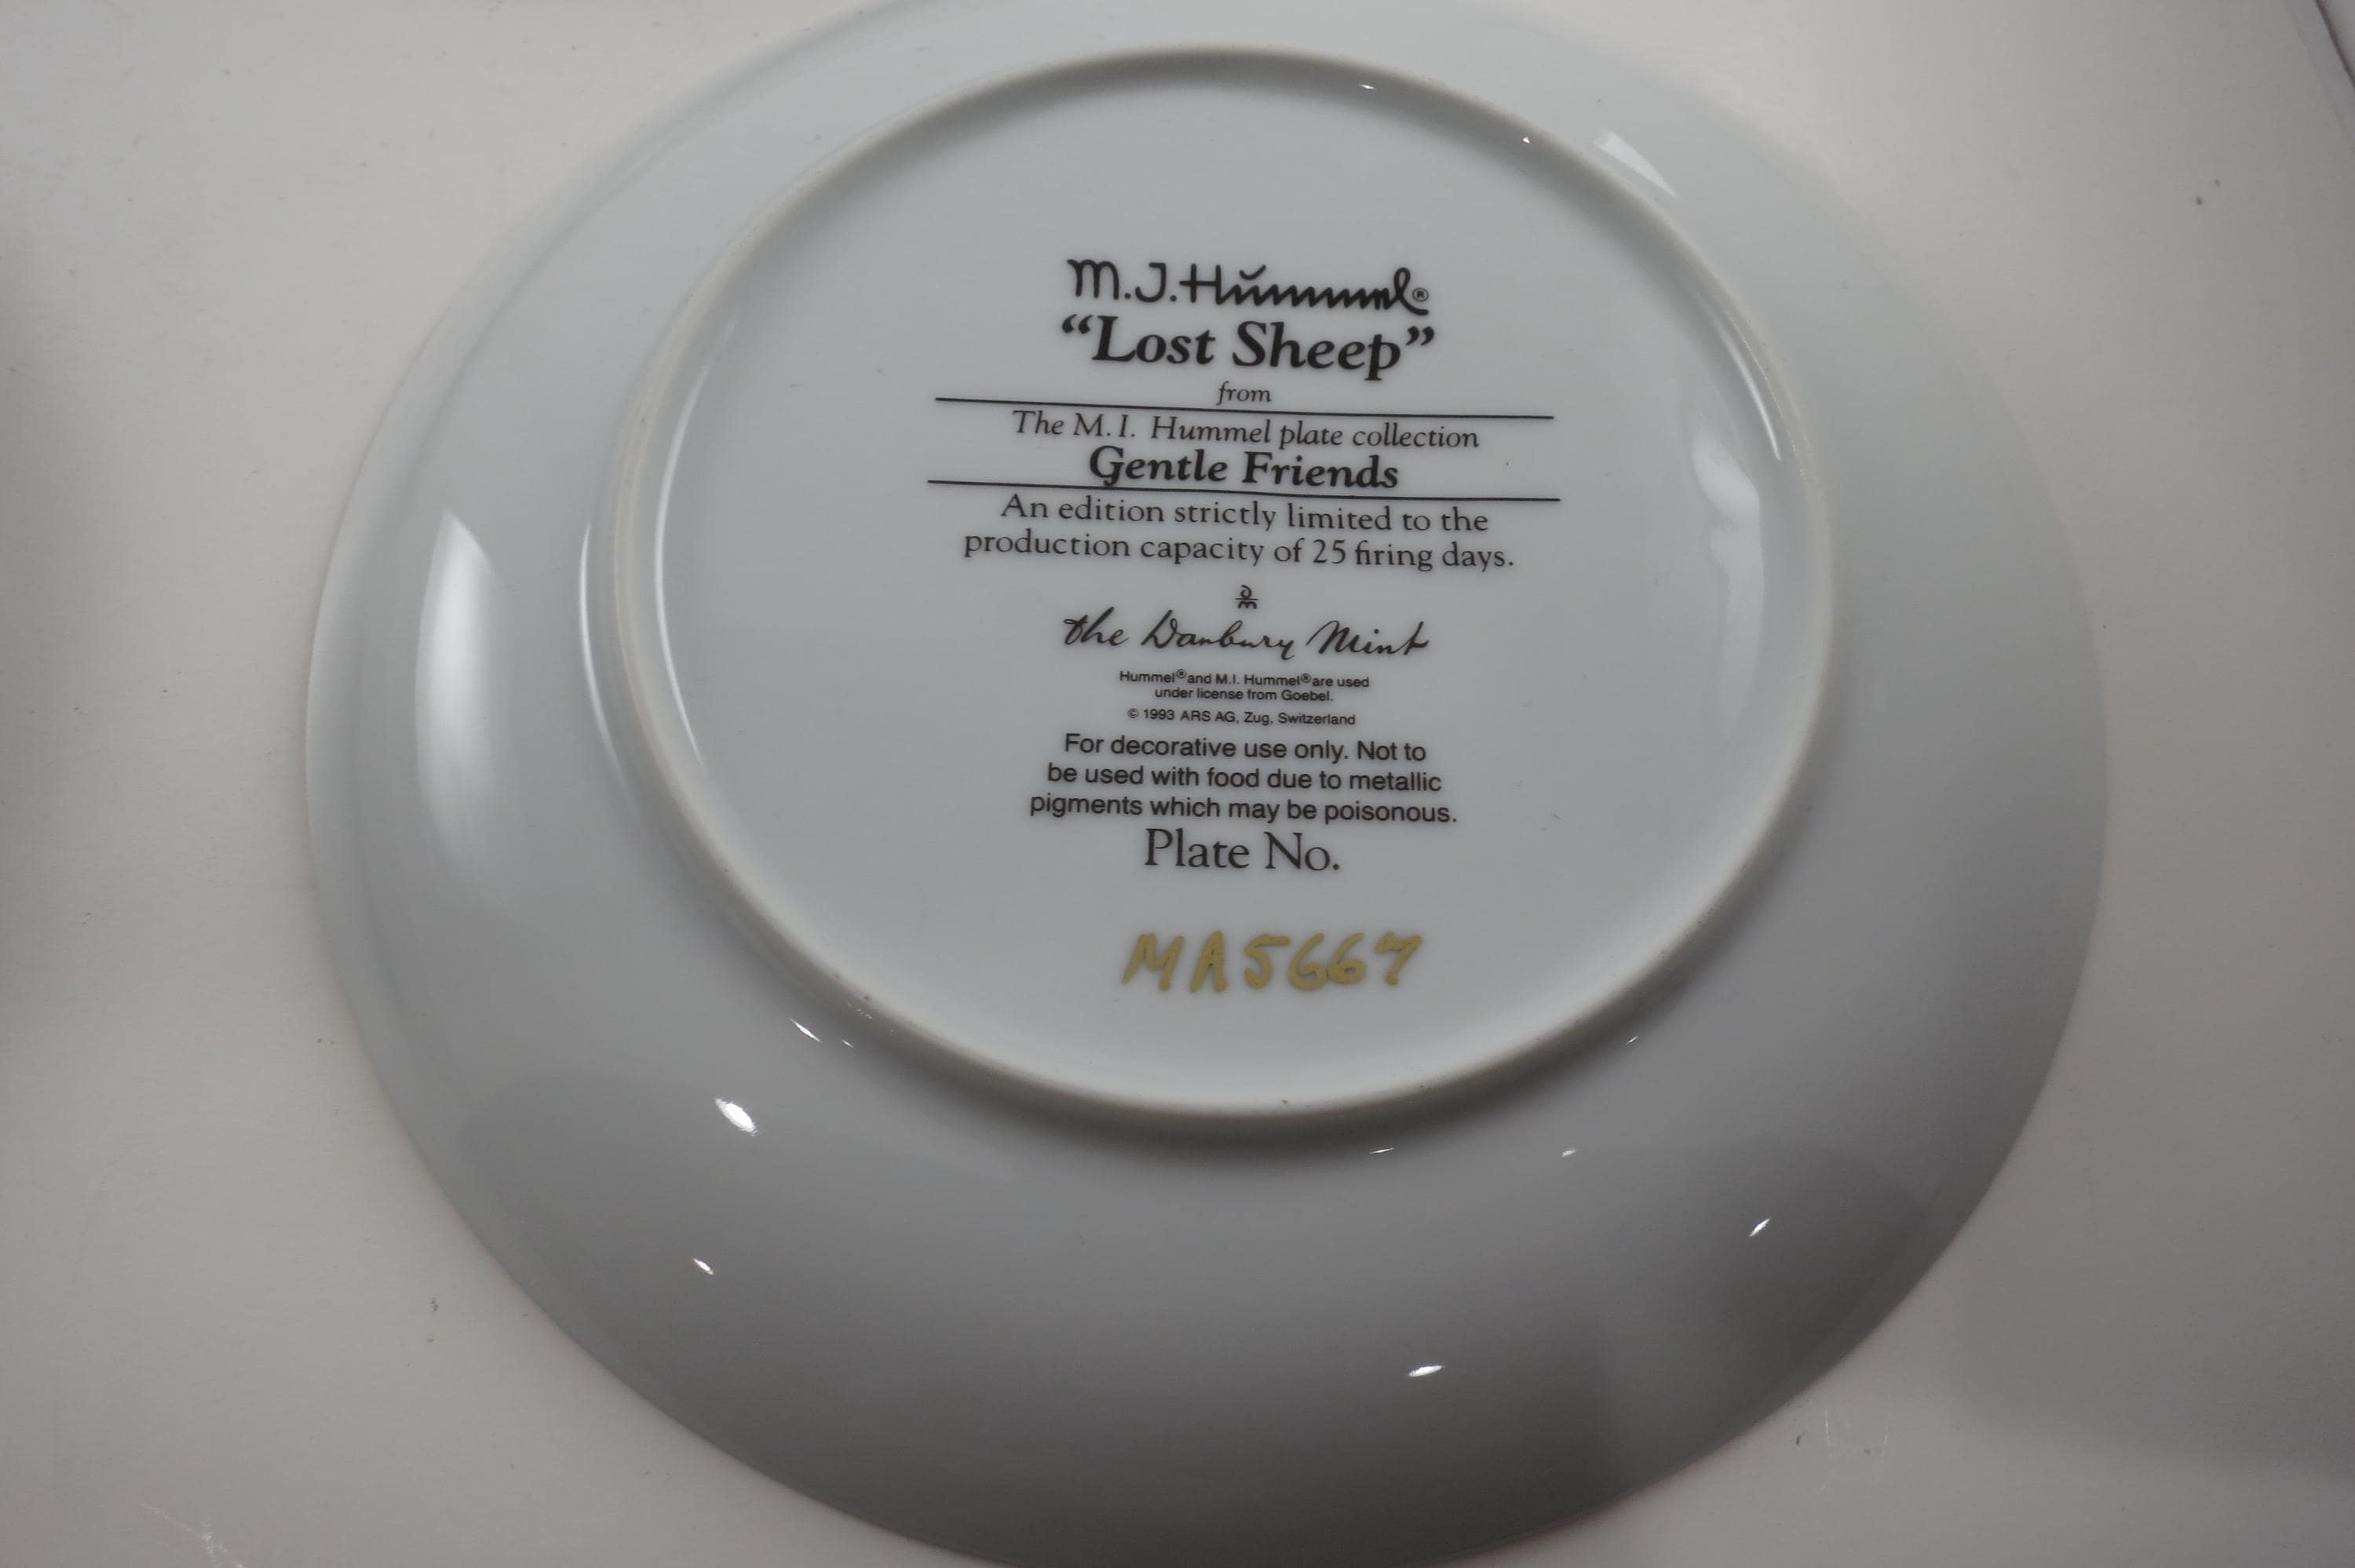 M.J.Hummel®
“Lost Sheep”
from
The M.I. Hummel plate collection
Gentle Friends
An edition strictly limited to the
production capacity of 25 firing days.
the Danbury Mint
Hummel® and M.I. Hummel® are used
under license from Goebel.
© 1993 ARS AG, Zug, Switzerland
For decorative use only. Not to
be used with food due to metallic
pigments which may be poisonous.
Plate No.
MA5667